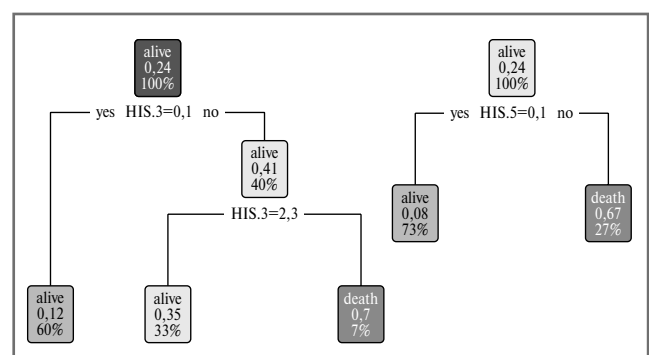 alive
0,24
100%
yes HIS.3=0,1 no
alive
0,41
40%
HIS.3=2,3
alive
0,12
60%
alive
0,35
33%
death
0,7
7%
alive
0,24
100%
yes HIS.5=0,1 no
alive
0,08
73%
death
0,67
27%